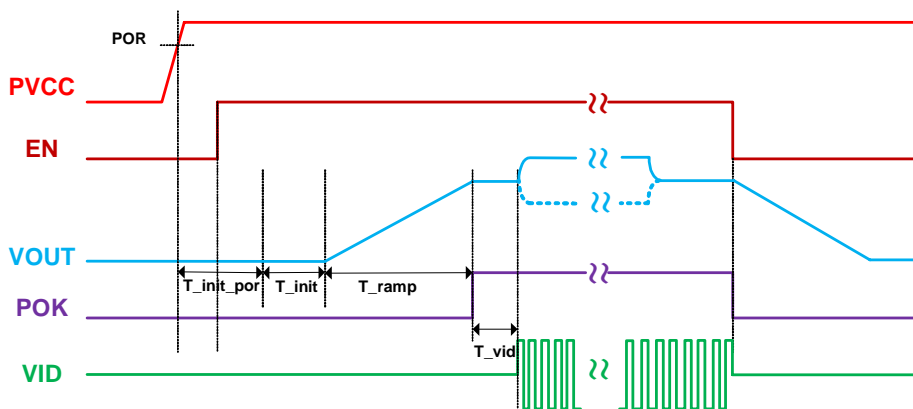 POR
PVCC
EN
VOUT
T_init_por
T_init
T_ramp
POK
T_vid
VID